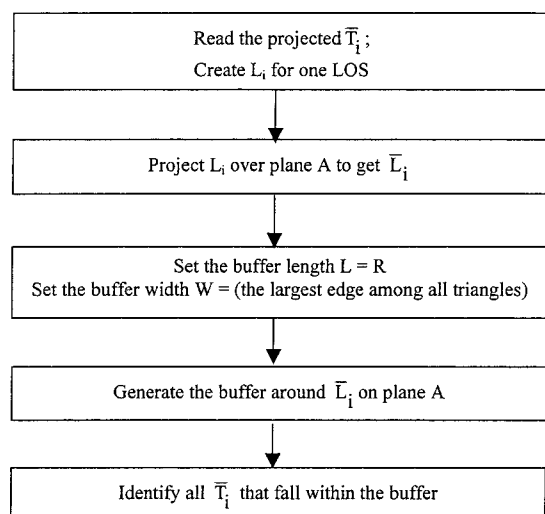 Read the projected T̅ᵢ ;
Create Lᵢ for one LOS
Project Lᵢ over plane A to get L̅ᵢ
Set the buffer length L = R
Set the buffer width W = (the largest edge among all triangles)
Generate the buffer around L̅ᵢ on plane A
Identify all T̅ᵢ that fall within the buffer